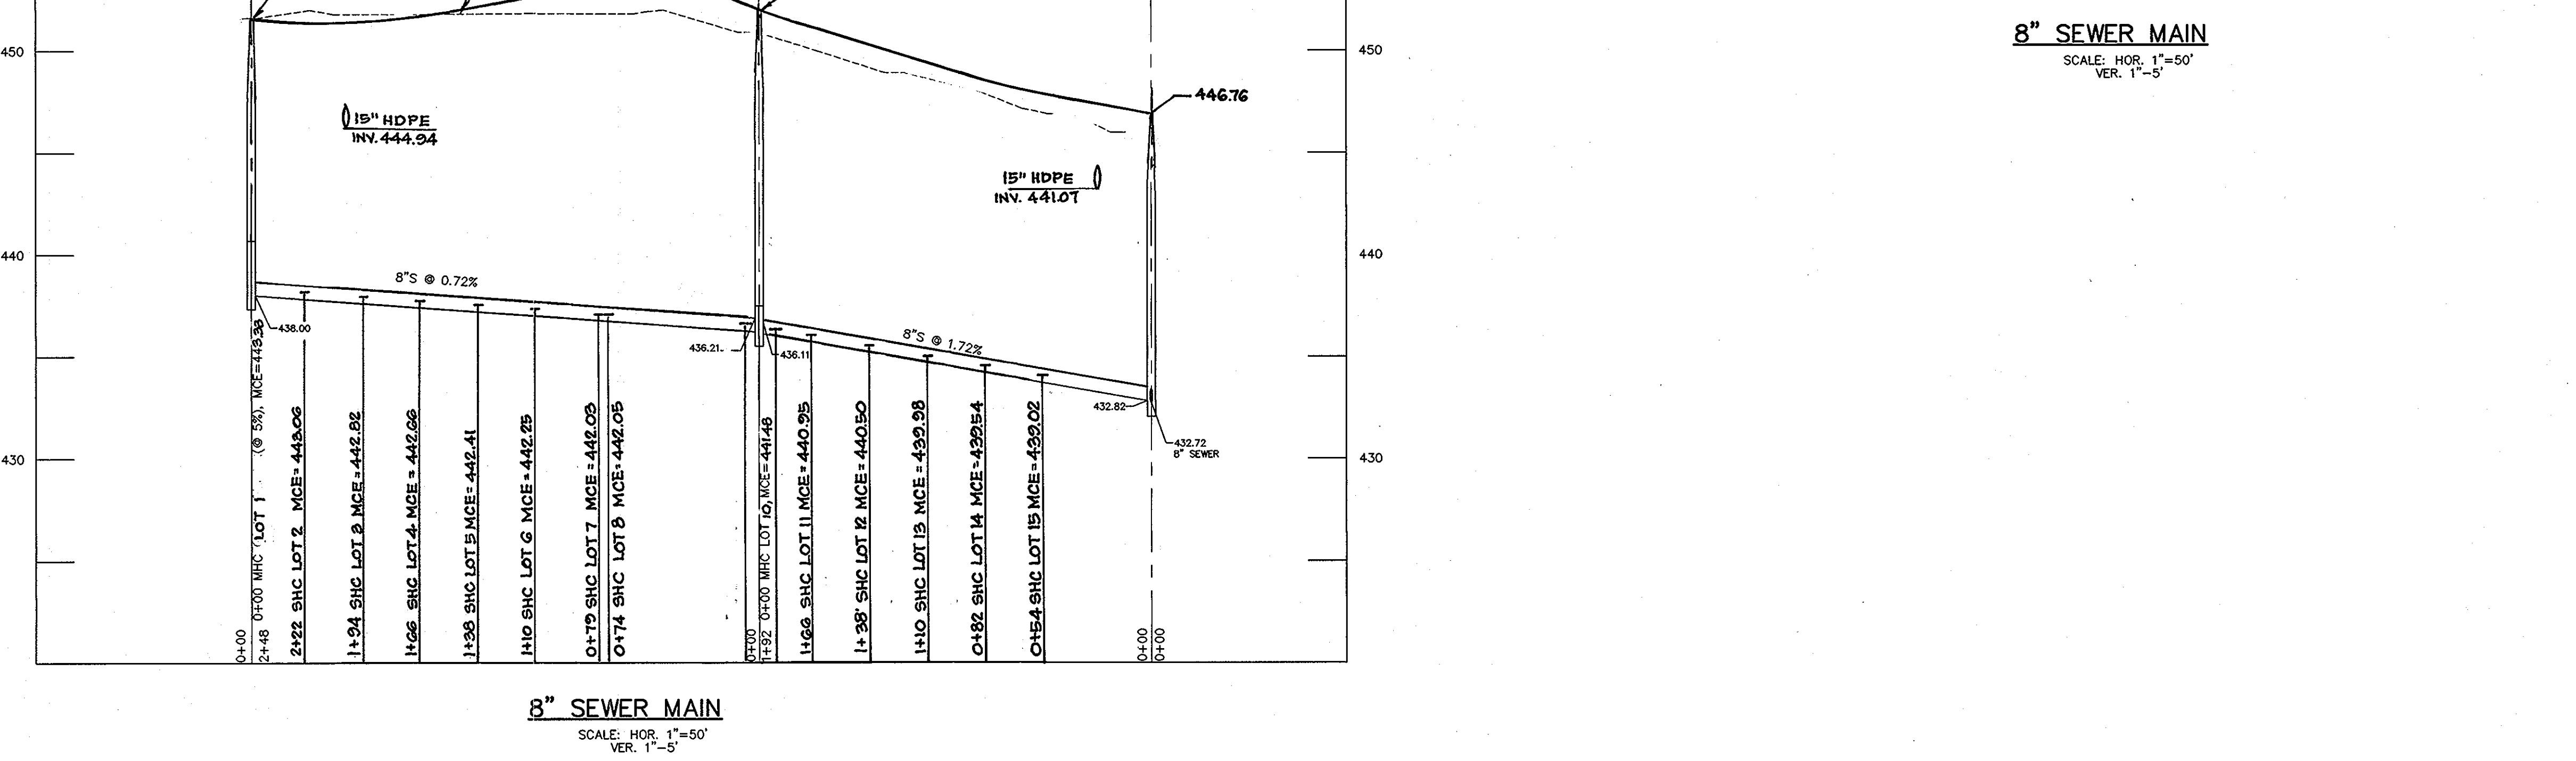 450
450
8" SEWER MAIN
SCALE: HOR. 1"=50'
VER. 1"–5'
446.76
15" HDPE
INV. 444.94
15" HDPE
INV. 441.07
440
440
8"S @ 0.72%
438.00
436.21
436.11
8"S @ 1.72%
432.82
432.72
8" SEWER
430
430
0+00
2+48 0+00 MHC (LOT 1 (@ 5%), MCE=443.33
2+22 SHC LOT 2 MCE=443.06
1+94 SHC LOT 3 MCE=442.82
1+66 SHC LOT 4 MCE=442.66
1+38 SHC LOT 5 MCE=442.41
1+10 SHC LOT 6 MCE=442.25
0+79 SHC LOT 7 MCE=442.03
0+74 SHC LOT 8 MCE=442.05
0+00
1+92 0+00 MHC LOT 10, MCE=441.48
1+66 SHC LOT 11 MCE=440.95
1+38' SHC LOT 12 MCE=440.50
1+10 SHC LOT 13 MCE=439.98
0+82 SHC LOT 14 MCE=439.54
0+54 SHC LOT 15 MCE=439.02
0+00
0+00
8" SEWER MAIN
SCALE: HOR. 1"=50'
VER. 1"–5'